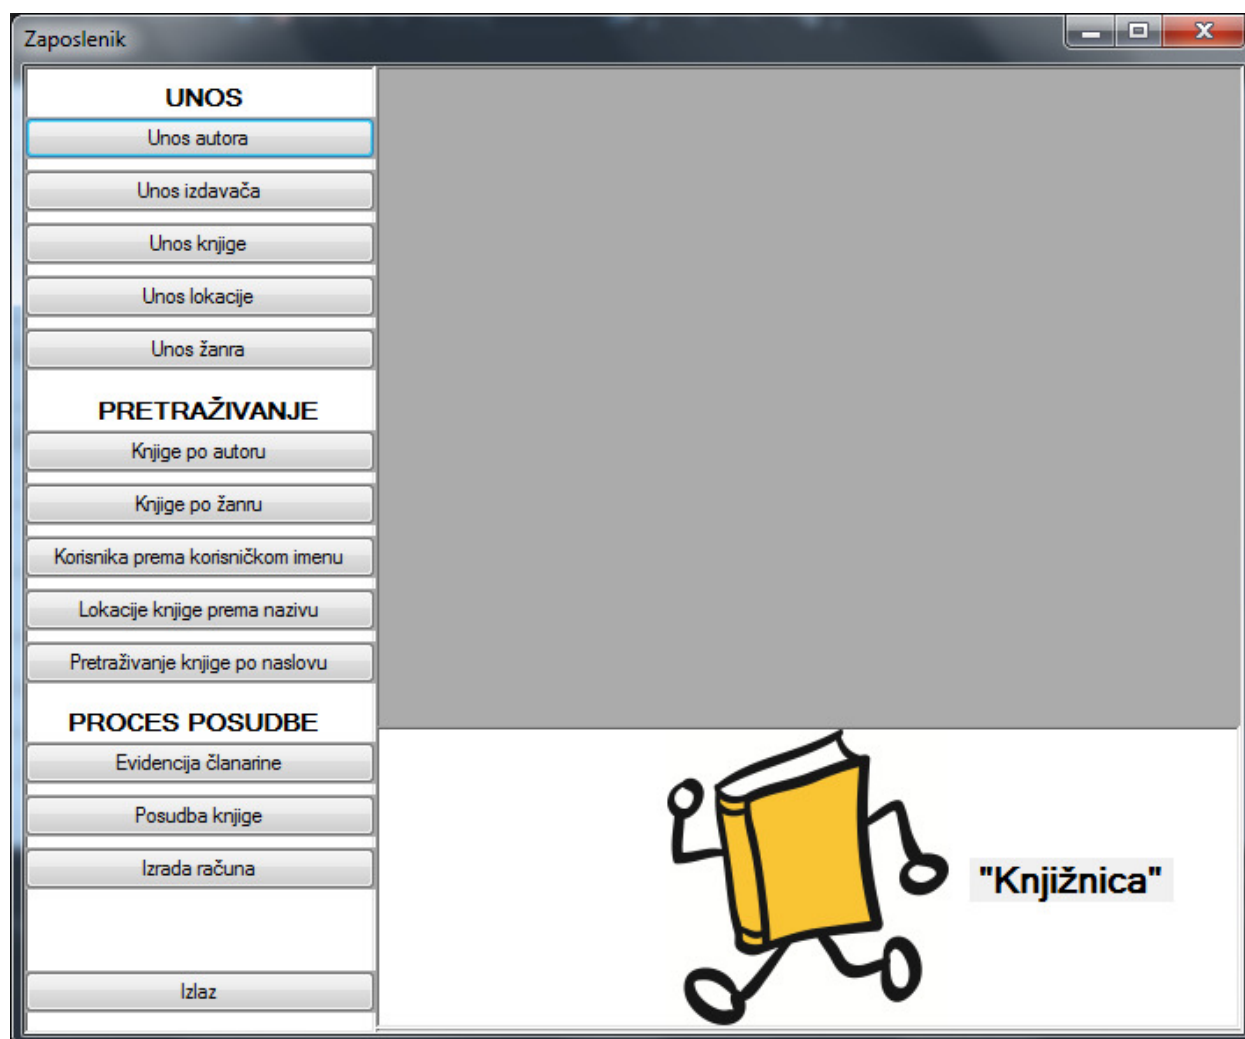 Zaposlenik
UNOS
Unos autora
Unos izdavača
Unos knjige
Unos lokacije
Unos žanra
PRETRAŽIVANJE
Knjige po autoru
Knjige po žanru
Korisnika prema korisničkom imenu
Lokacije knjige prema nazivu
Pretraživanje knjige po naslovu
PROCES POSUDBE
Evidencija članarine
Posudba knjige
Izrada računa
Izlaz
"Knjižnica"